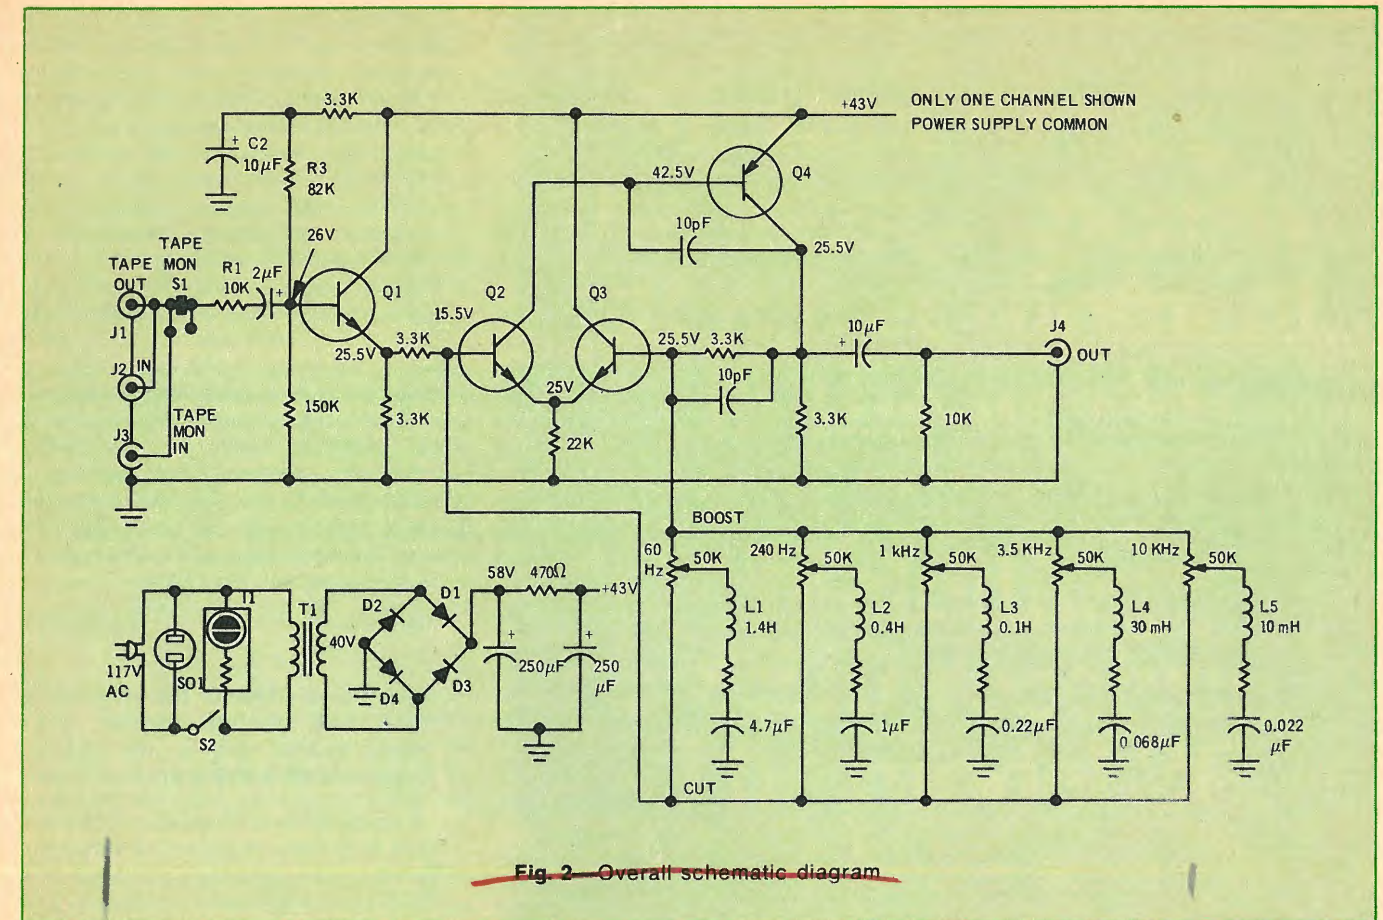 3.3K
+43V
ONLY ONE CHANNEL SHOWN
POWER SUPPLY COMMON
+ C2
10µF
R3
82K
42.5V
Q4
10pF
26V
25.5V
TAPE
MON
S1
TAPE
OUT
R1
10K
2µF
+
Q1
Q2
Q3
15.5V
J1
25.5V
3.3K
25.5V
3.3K
10µF
+
J4
OUT
J2
IN
10pF
25V
150K
3.3K
22K
3.3K
10K
TAPE
MON
IN
J3
BOOST
60
Hz
50K
240 Hz
50K
1 kHz
50K
3.5 KHz
50K
10 KHz
50K
L1
1.4H
L2
0.4H
L3
0.1H
L4
30 mH
L5
10 mH
4.7µF
1µF
0.22µF
0.068µF
0.022
µF
CUT
117V
AC
SO1
I1
S2
T1
40V
D2
D1
D4
D3
58V
470Ω
+43V
+
250µF
+
250
µF
Fig. 2—Overall schematic diagram